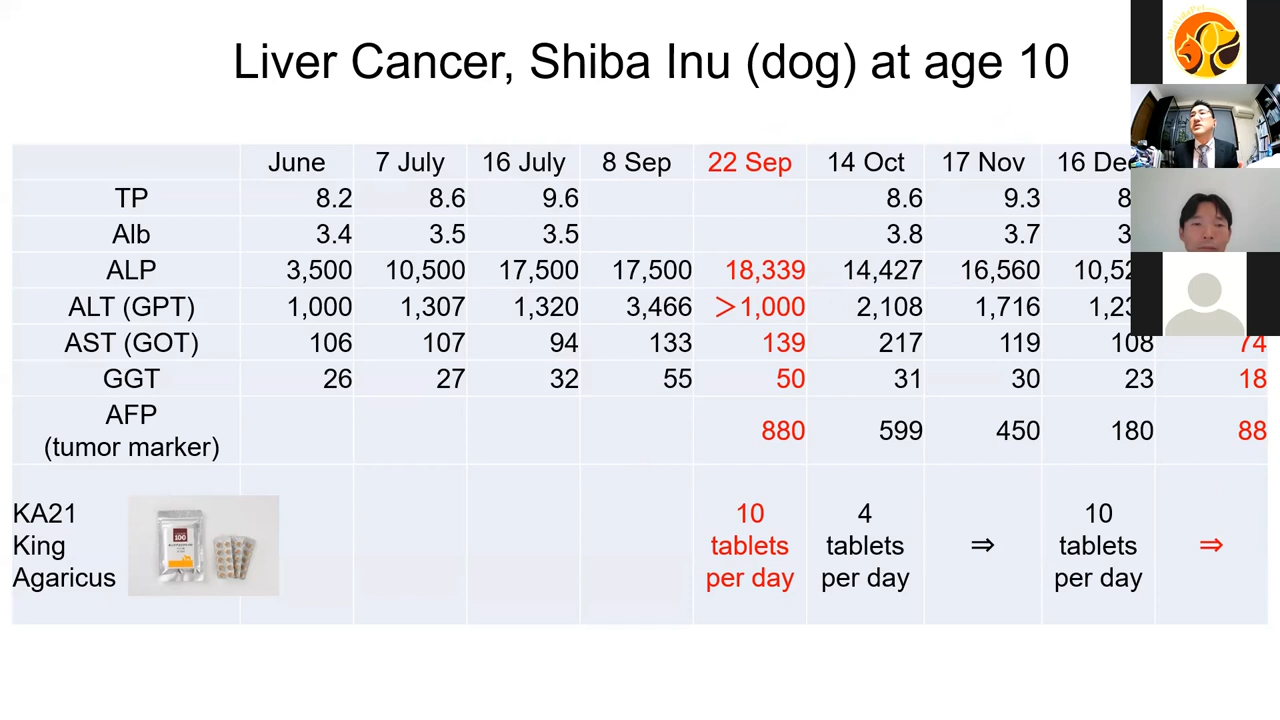 Liver Cancer, Shiba Inu (dog) at age 10
June 7 July 16 July 8 Sep 22 Sep 14 Oct 17 Nov 16
TP 8.2 8.6 9.6 8.6 9.3
Alb 3.4 3.5 3.5 3.8 3.7
ALP 3,500 10,500 17,500 17,500 18,339 14,427 16,560
ALT (GPT) 1,000 1,307 1,320 3,466 ＞1,000 2,108 1,716
AST (GOT) 106 107 94 133 139 217 119 108 74
GGT 26 27 32 55 50 31 30 23 18
AFP
(tumor marker) 880 599 450 180 88
KA21
King
Agaricus
100
10
tablets
per day
4
tablets
per day
⇒
10
tablets
per day
⇒